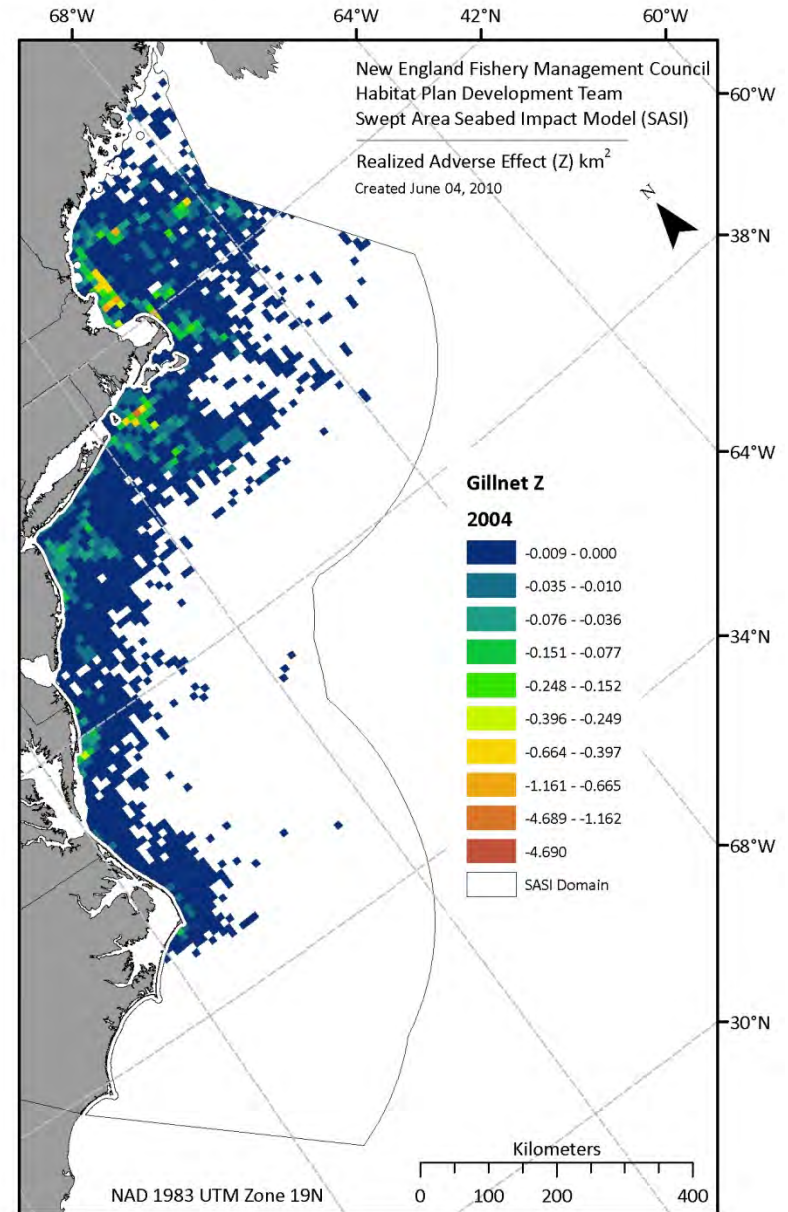 68°W
64°W
42°N
60°W
New England Fishery Management Council
Habitat Plan Development Team
Swept Area Seabed Impact Model (SASI)
Realized Adverse Effect (Z) km²
Created June 04, 2010
60°W
N
38°N
64°W
Gillnet Z
2004
-0.009 - 0.000
-0.035 - -0.010
-0.076 - -0.036
-0.151 - -0.077
-0.248 - -0.152
-0.396 - -0.249
-0.664 - -0.397
-1.161 - -0.665
-4.689 - -1.162
-4.690
SASI Domain
34°N
68°W
30°N
Kilometers
NAD 1983 UTM Zone 19N
0 100 200 400